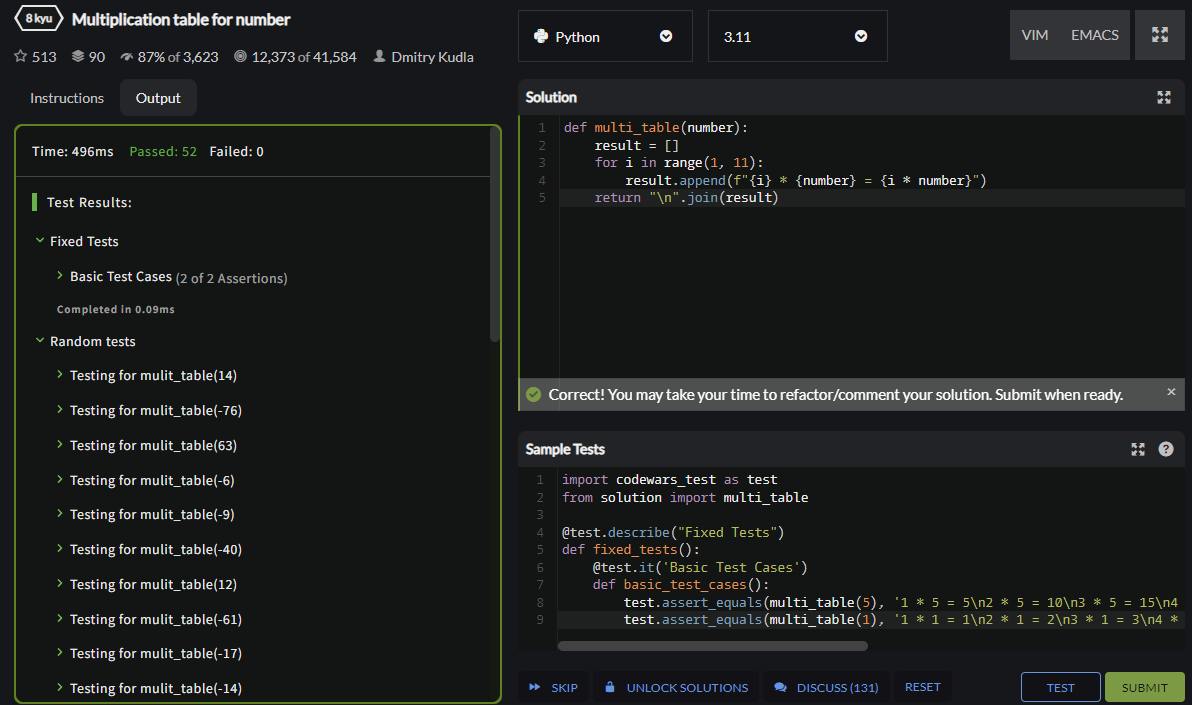 8 kyu Multiplication table for number
513 90 87% of 3,623 12,373 of 41,584 Dmitry Kudla
Instructions Output
Time: 496ms Passed: 52 Failed: 0
Test Results:
Fixed Tests
Basic Test Cases (2 of 2 Assertions)
Completed in 0.09ms
Random tests
Testing for mulit_table(14)
Testing for mulit_table(-76)
Testing for mulit_table(63)
Testing for mulit_table(-6)
Testing for mulit_table(-9)
Testing for mulit_table(-40)
Testing for mulit_table(12)
Testing for mulit_table(-61)
Testing for mulit_table(-17)
Testing for mulit_table(-14)
Python 3.11 VIM EMACS
Solution
1 def multi_table(number):
2     result = []
3     for i in range(1, 11):
4         result.append(f"{i} * {number} = {i * number}")
5     return "\n".join(result)
Correct! You may take your time to refactor/comment your solution. Submit when ready. ×
Sample Tests ?
1 import codewars_test as test
2 from solution import multi_table
3
4 @test.describe("Fixed Tests")
5 def fixed_tests():
6     @test.it('Basic Test Cases')
7     def basic_test_cases():
8         test.assert_equals(multi_table(5), '1 * 5 = 5\n2 * 5 = 10\n3 * 5 = 15\n4
9         test.assert_equals(multi_table(1), '1 * 1 = 1\n2 * 1 = 2\n3 * 1 = 3\n4 *
SKIP UNLOCK SOLUTIONS DISCUSS (131) RESET TEST SUBMIT